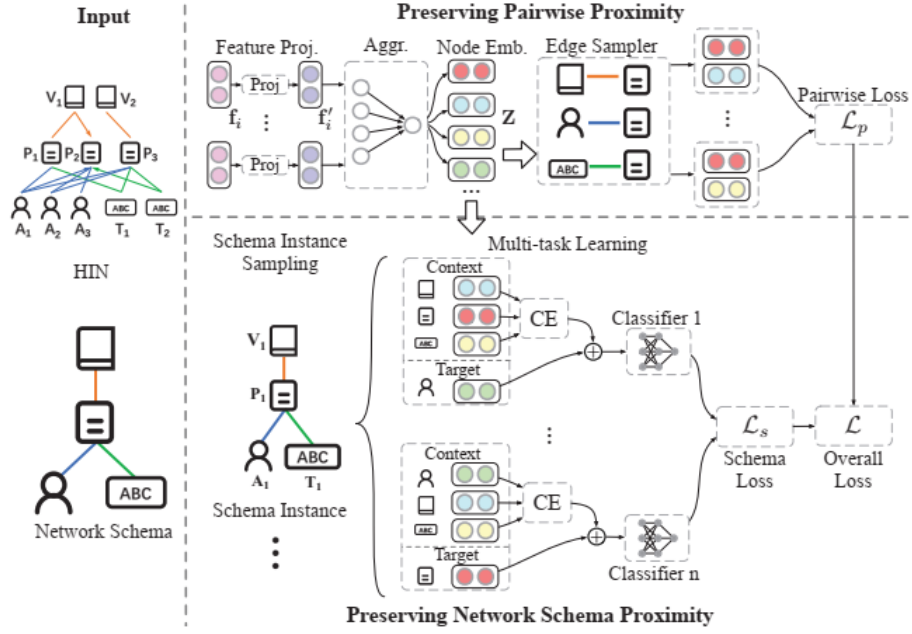 Input
V1
V2
P1
P2
P3
ABC
ABC
A1
A2
A3
T1
T2
HIN
ABC
Network Schema
Preserving Pairwise Proximity
Feature Proj.
Aggr.
Node Emb.
Edge Sampler
Proj
fi
f'i
Z
Proj
ABC
Pairwise Loss
Lp
Schema Instance
Sampling
V1
P1
ABC
A1
T1
Schema Instance
Multi-task Learning
Context
ABC
CE
Target
Classifier 1
Context
ABC
CE
Target
Classifier n
Ls
Schema
Loss
L
Overall
Loss
Preserving Network Schema Proximity